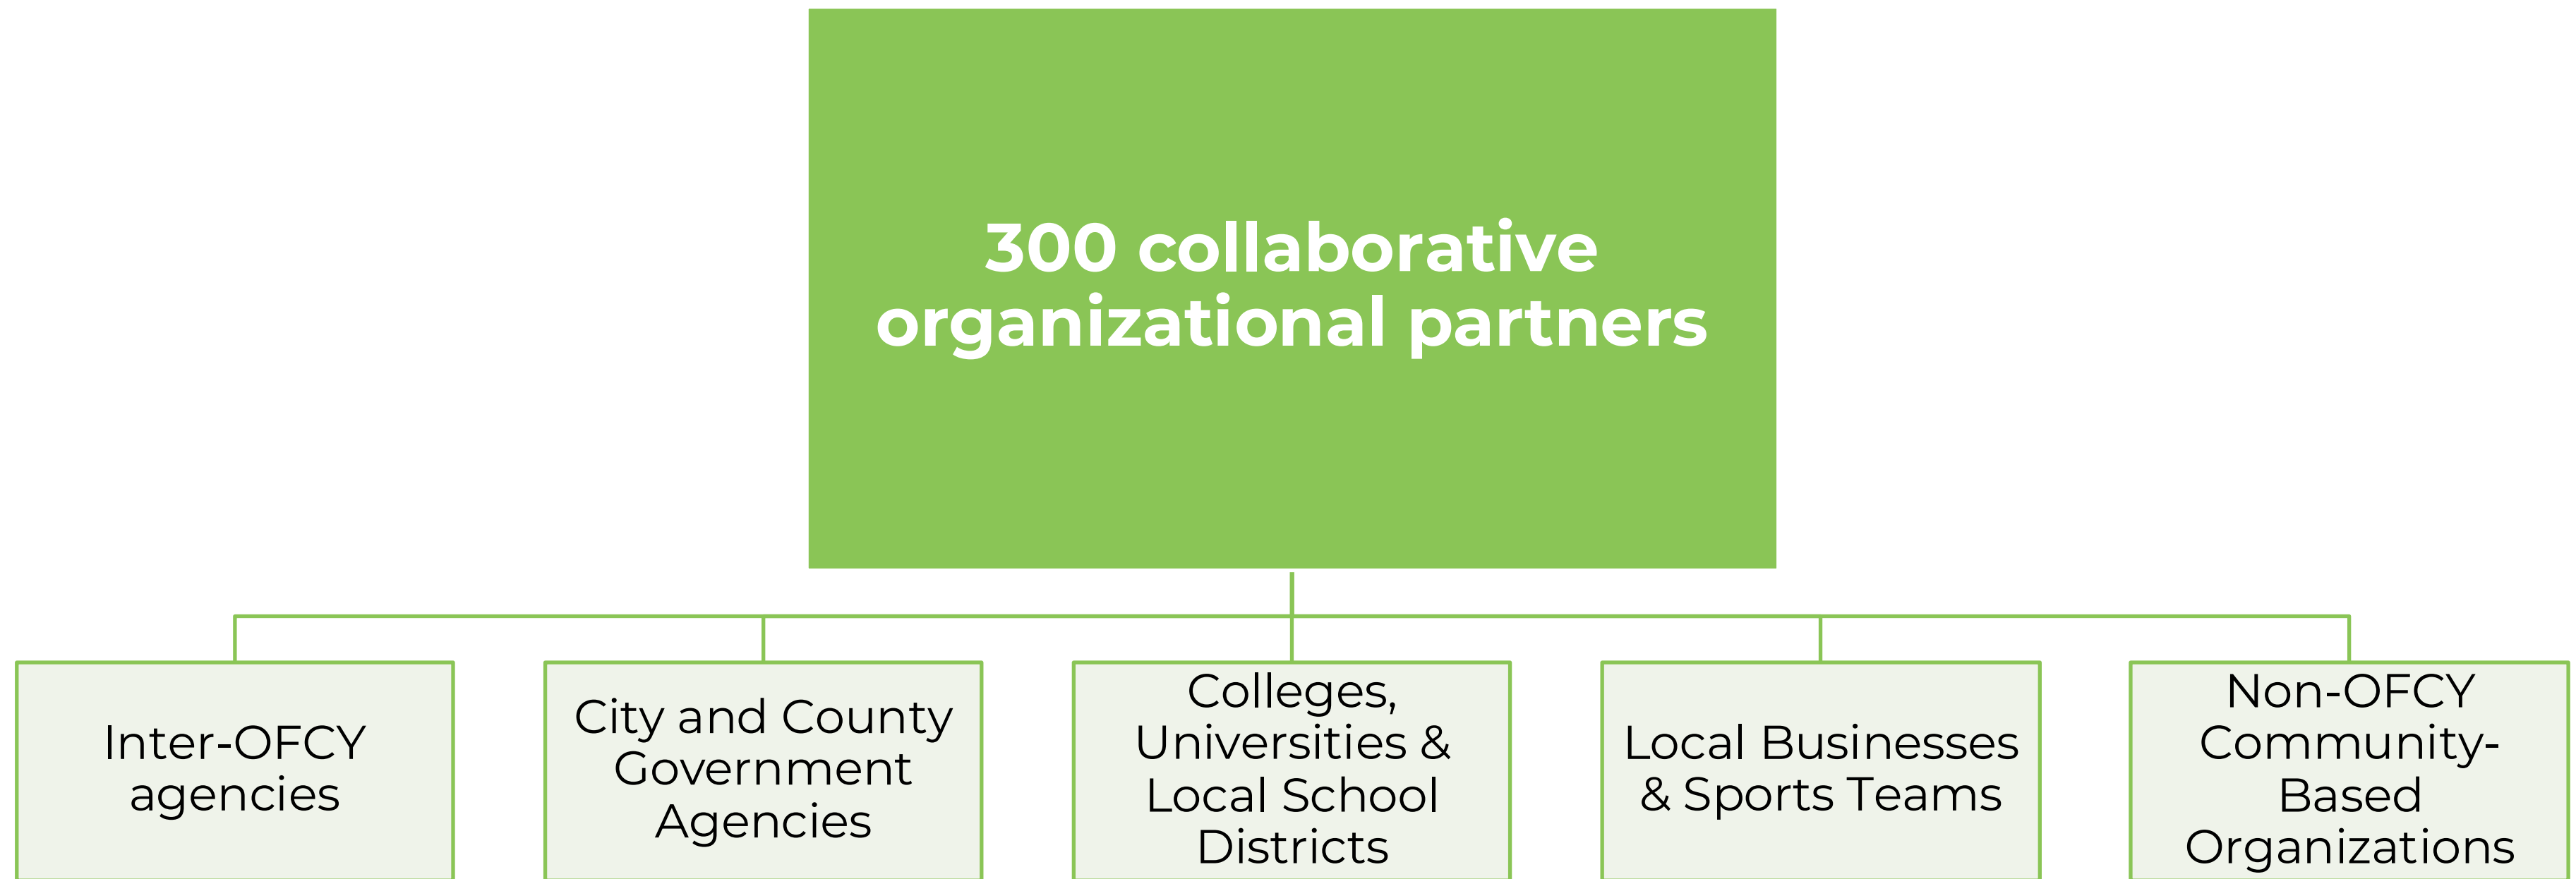 300 collaborative
organizational partners
Inter-OFCY
agencies
City and County
Government
Agencies
Colleges,
Universities &
Local School
Districts
Local Businesses
& Sports Teams
Non-OFCY
Community-
Based
Organizations